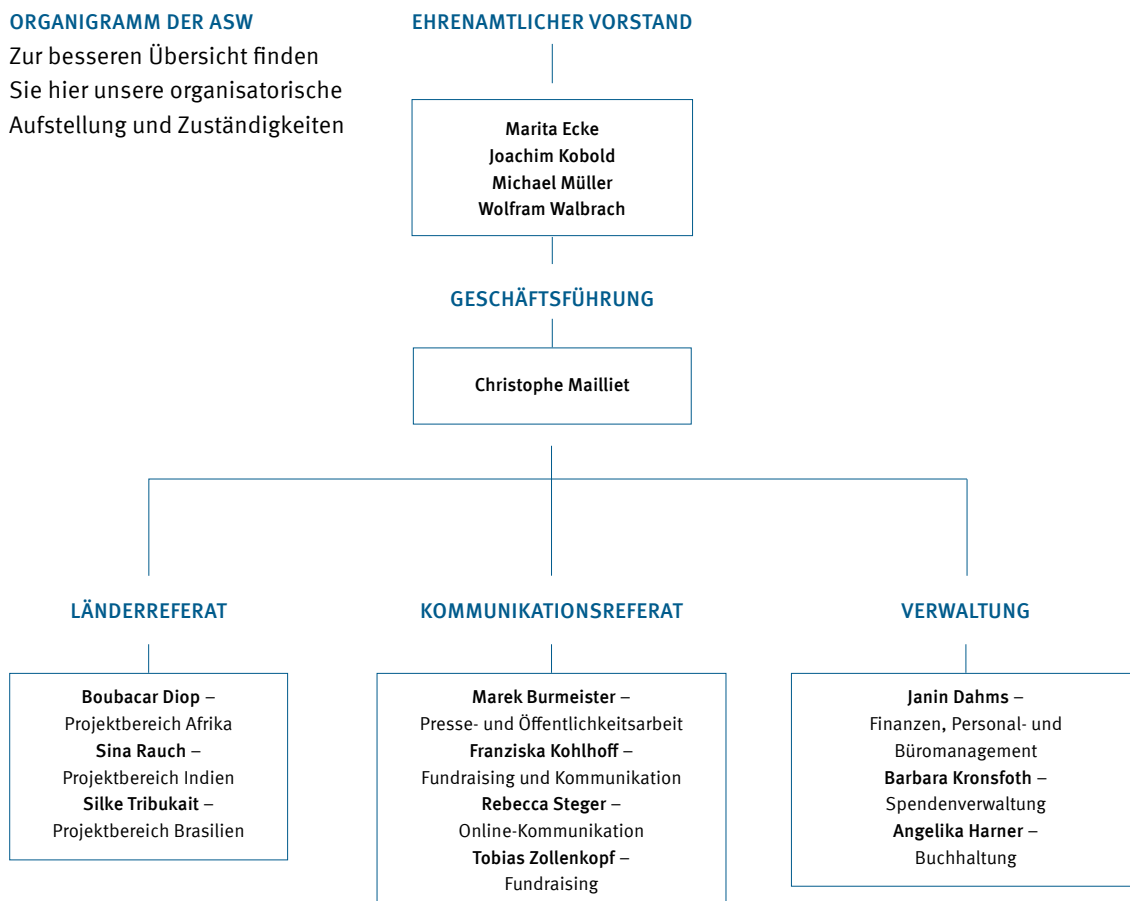 ORGANIGRAMM DER ASW
Zur besseren Übersicht finden
Sie hier unsere organisatorische
Aufstellung und Zuständigkeiten
EHRENAMTLICHER VORSTAND
Marita Ecke
Joachim Kobold
Michael Müller
Wolfram Walbrach
GESCHÄFTSFÜHRUNG
Christophe Mailliet
LÄNDERREFERAT
Boubacar Diop –
Projektbereich Afrika
Sina Rauch –
Projektbereich Indien
Silke Tribukait –
Projektbereich Brasilien
KOMMUNIKATIONSREFERAT
Marek Burmeister –
Presse- und Öffentlichkeitsarbeit
Franziska Kohlhoff –
Fundraising und Kommunikation
Rebecca Steger –
Online-Kommunikation
Tobias Zollenkopf –
Fundraising
VERWALTUNG
Janin Dahms –
Finanzen, Personal- und
Büromanagement
Barbara Kronsfoth –
Spendenverwaltung
Angelika Harner –
Buchhaltung